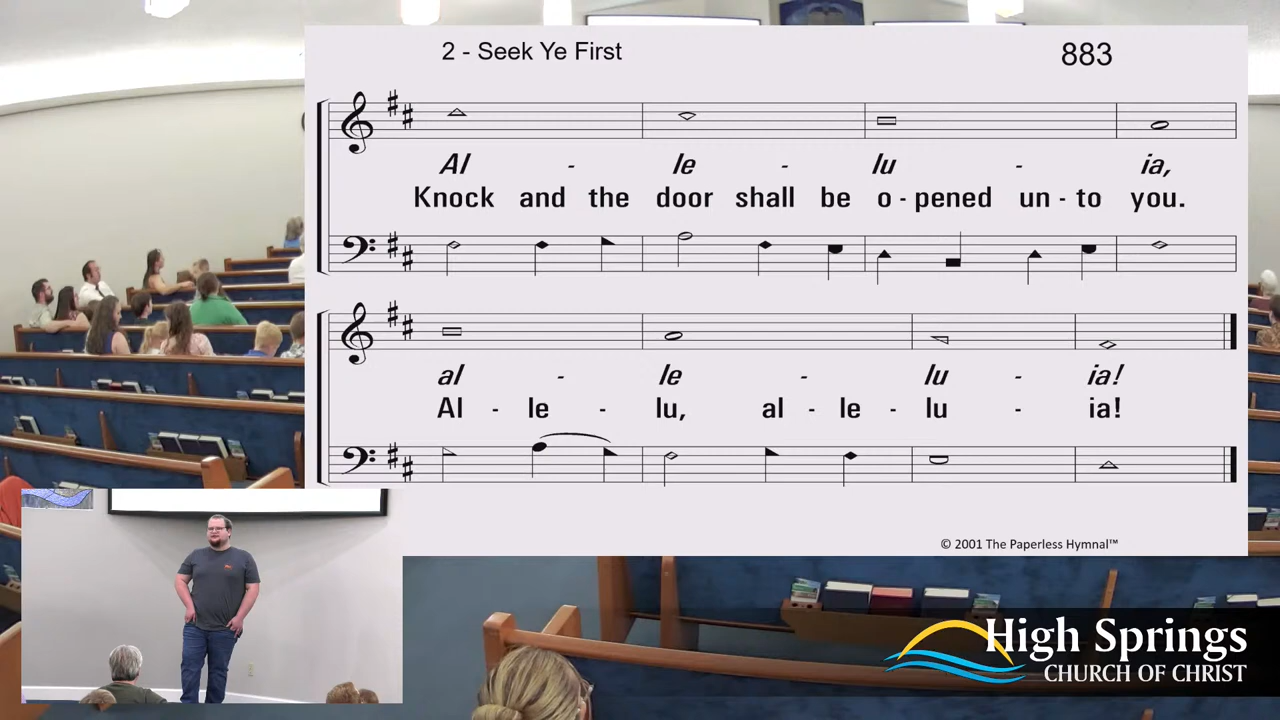 2 - Seek Ye First 883
Al - le - lu - ia,
Knock and the door shall be o - pened un - to you.
al - le - lu - ia!
Al - le - lu, al - le - lu - ia!
© 2001 The Paperless Hymnal™
High Springs
CHURCH OF CHRIST